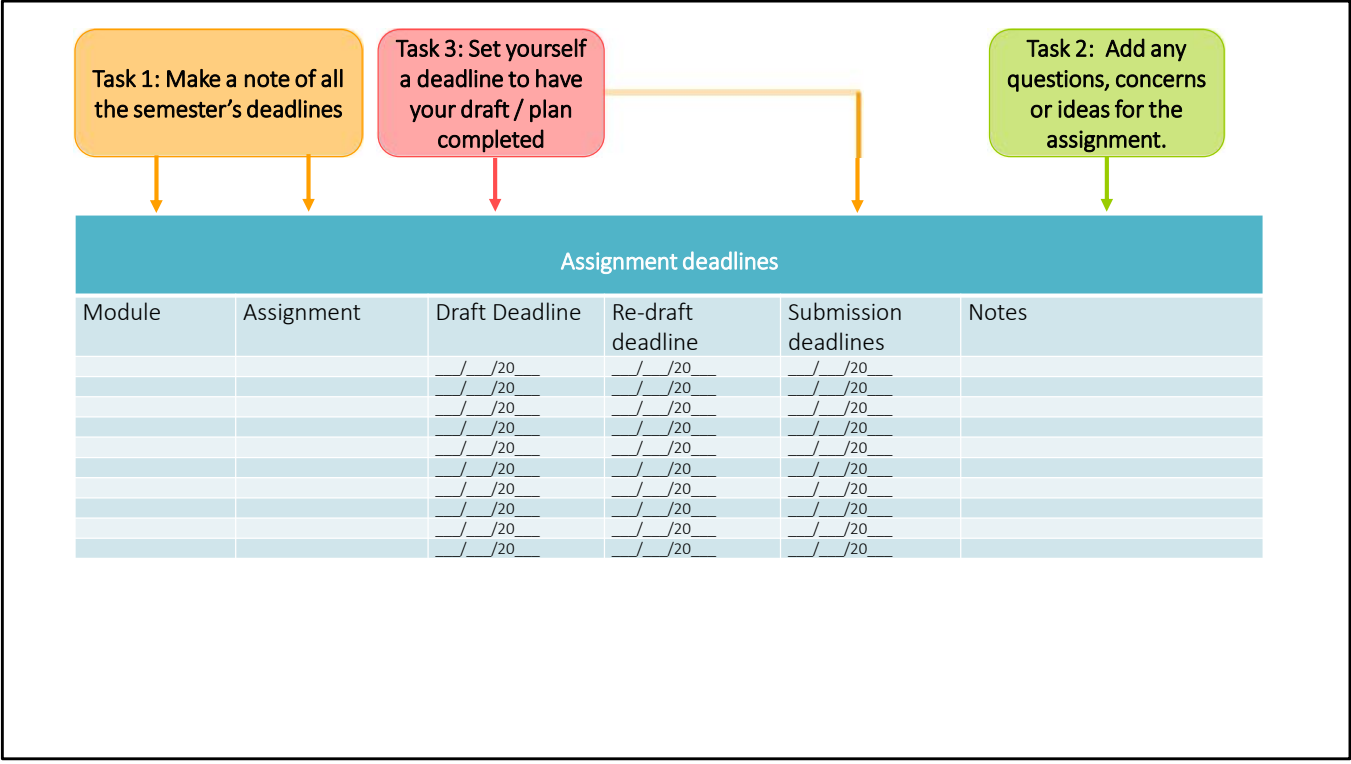 Task 1: Make a note of all
the semester’s deadlines
Task 3: Set yourself
a deadline to have
your draft / plan
completed
Task 2:  Add any
questions, concerns
or ideas for the
assignment.
Assignment deadlines
Module Assignment Draft Deadline Re-draft deadline Submission deadlines Notes
___/___/20___ ___/___/20___ ___/___/20___
___/___/20___ ___/___/20___ ___/___/20___
___/___/20___ ___/___/20___ ___/___/20___
___/___/20___ ___/___/20___ ___/___/20___
___/___/20___ ___/___/20___ ___/___/20___
___/___/20___ ___/___/20___ ___/___/20___
___/___/20___ ___/___/20___ ___/___/20___
___/___/20___ ___/___/20___ ___/___/20___
___/___/20___ ___/___/20___ ___/___/20___
___/___/20___ ___/___/20___ ___/___/20___